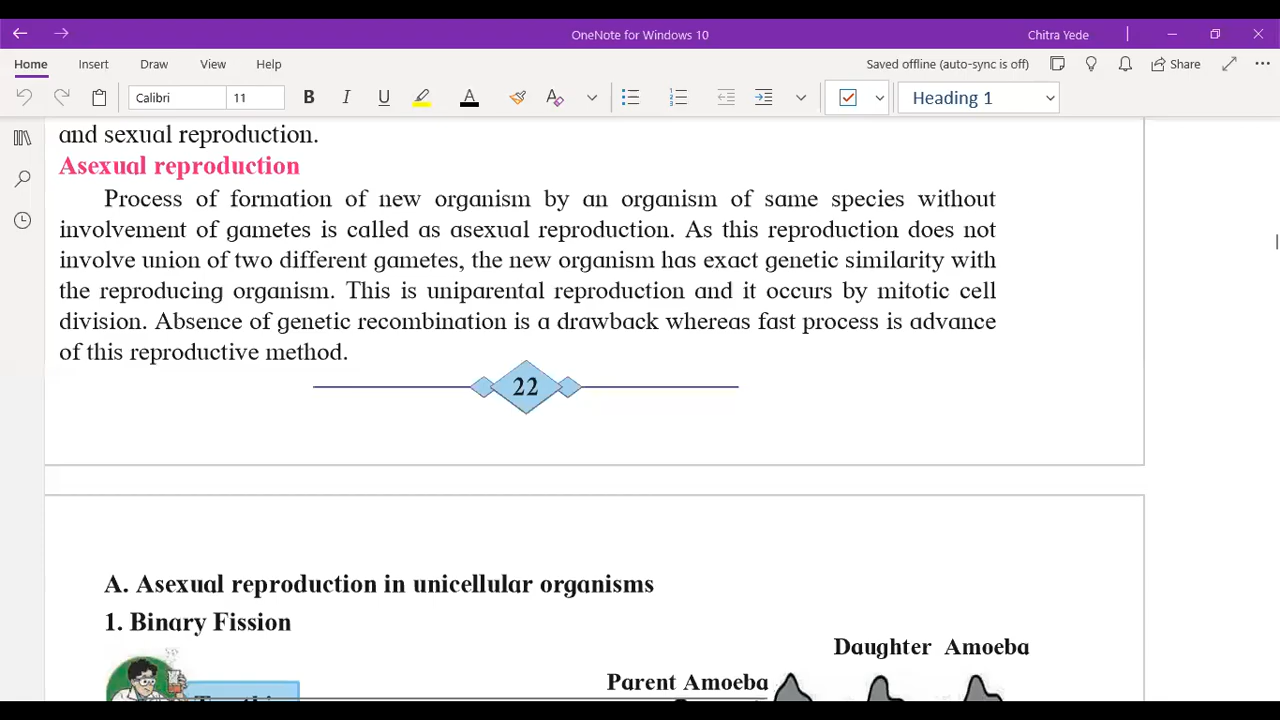 OneNote for Windows 10
Chitra Yede
Home Insert Draw View Help
Saved offline (auto-sync is off)
Share
Calibri 11 B I U A Heading 1
and sexual reproduction.
Asexual reproduction
Process of formation of new organism by an organism of same species without
involvement of gametes is called as asexual reproduction. As this reproduction does not
involve union of two different gametes, the new organism has exact genetic similarity with
the reproducing organism. This is uniparental reproduction and it occurs by mitotic cell
division. Absence of genetic recombination is a drawback whereas fast process is advance
of this reproductive method.
22
A. Asexual reproduction in unicellular organisms
1. Binary Fission
Daughter Amoeba
Parent Amoeba